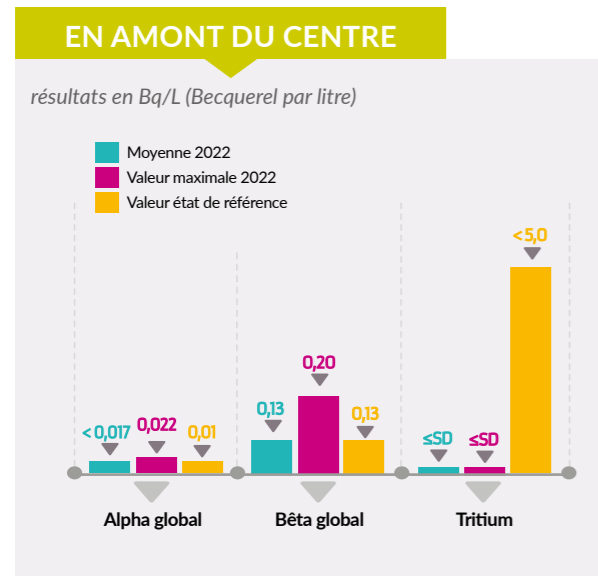 EN AMONT DU CENTRE
résultats en Bq/L (Becquerel par litre)
Moyenne 2022
Valeur maximale 2022
Valeur état de référence
< 0,017 0,022 0,01
0,13 0,20 0,13
≤SD ≤SD < 5,0
Alpha global
Bêta global
Tritium